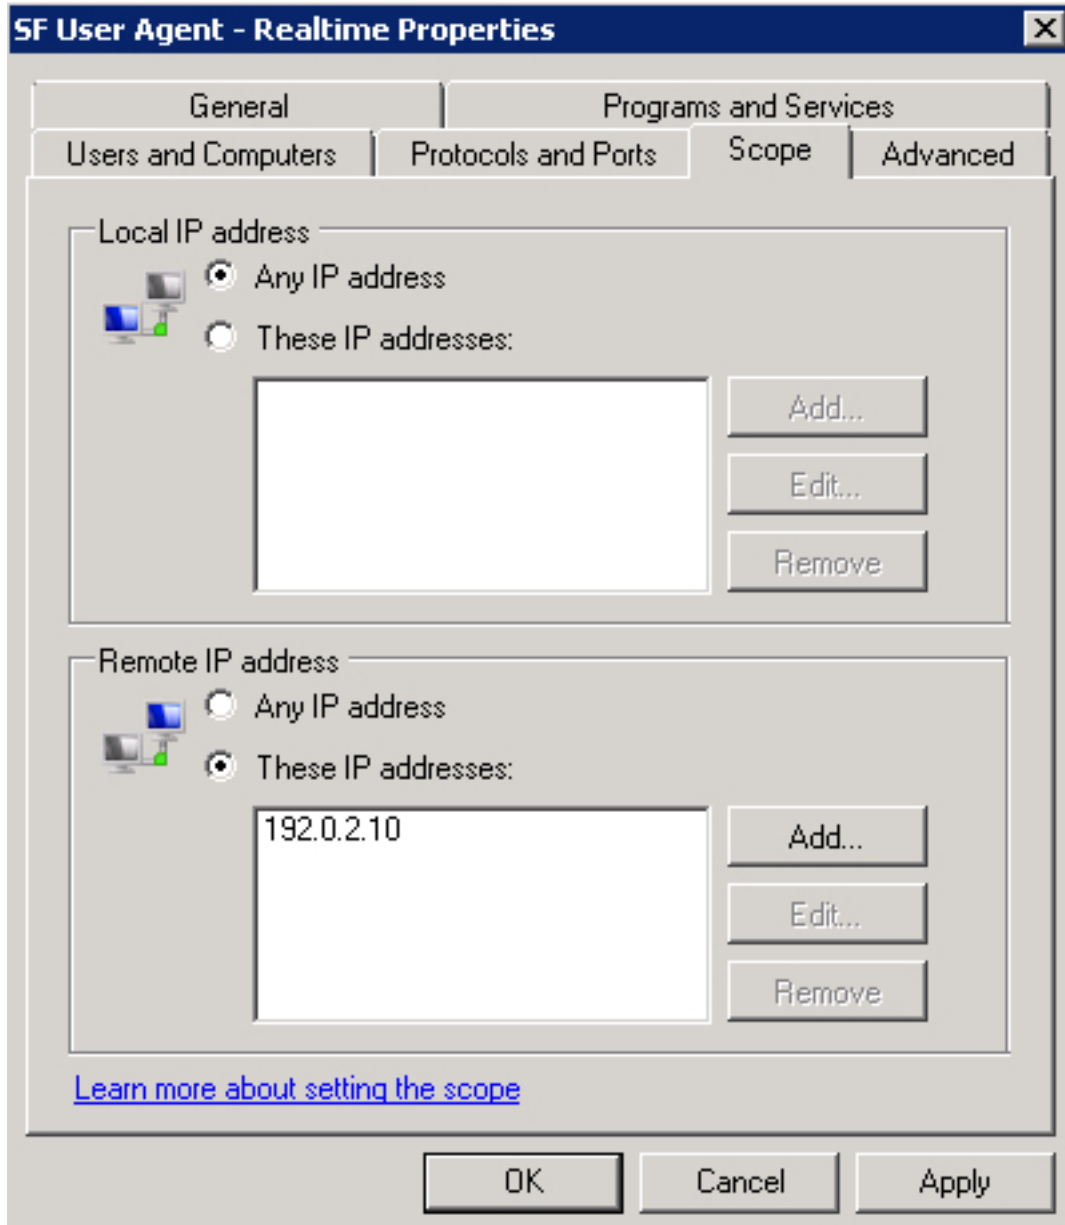 SF User Agent - Realtime Properties
General
Programs and Services
Users and Computers
Protocols and Ports
Scope
Advanced
Local IP address
Any IP address
These IP addresses:
Add...
Edit...
Remove
Remote IP address
Any IP address
These IP addresses:
192.0.2.10
Add...
Edit...
Remove
Learn more about setting the scope
OK
Cancel
Apply